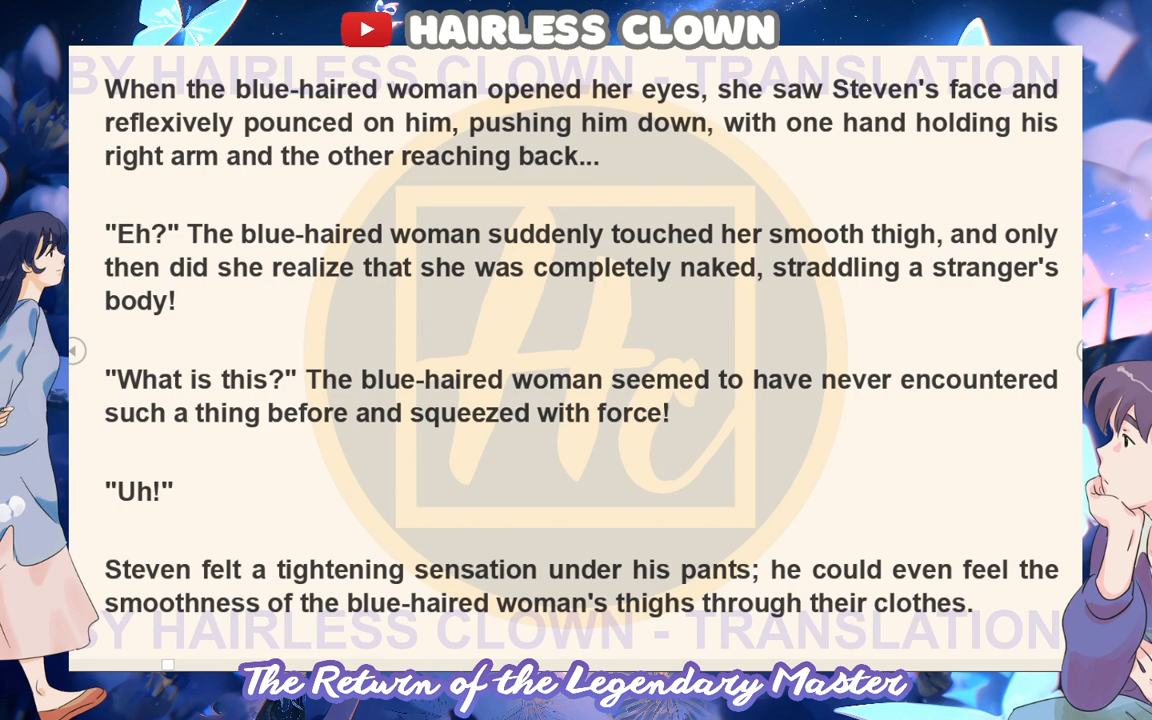 HAIRLESS CLOWN
BY HAIRLESS CLOWN - TRANSLATION
When the blue-haired woman opened her eyes, she saw Steven's face and
reflexively pounced on him, pushing him down, with one hand holding his
right arm and the other reaching back...
"Eh?" The blue-haired woman suddenly touched her smooth thigh, and only
then did she realize that she was completely naked, straddling a stranger's
body!
"What is this?" The blue-haired woman seemed to have never encountered
such a thing before and squeezed with force!
"Uh!"
Steven felt a tightening sensation under his pants; he could even feel the
smoothness of the blue-haired woman's thighs through their clothes.
BY HAIRLESS CLOWN - TRANSLATION
Hc
The Return of the Legendary Master